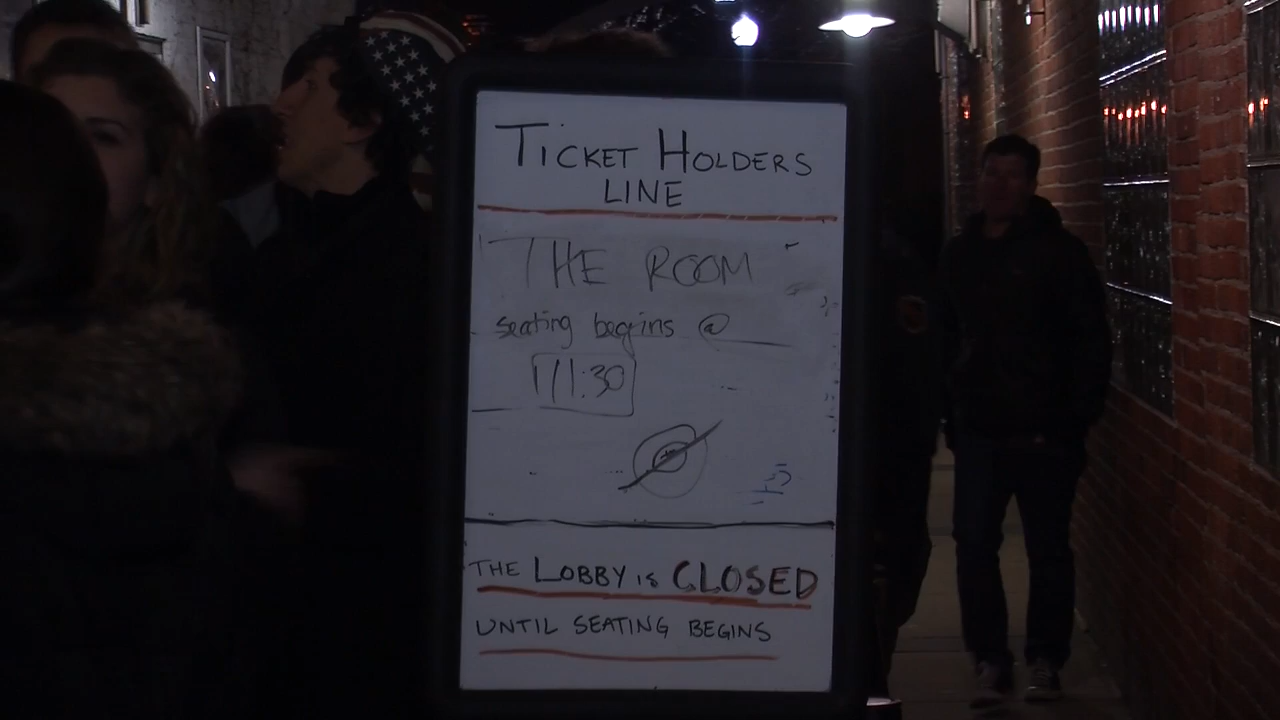 TICKET HOLDERS
LINE
THE ROOM
seating begins @
11:30
THE LOBBY is CLOSED
UNTIL SEATING BEGINS